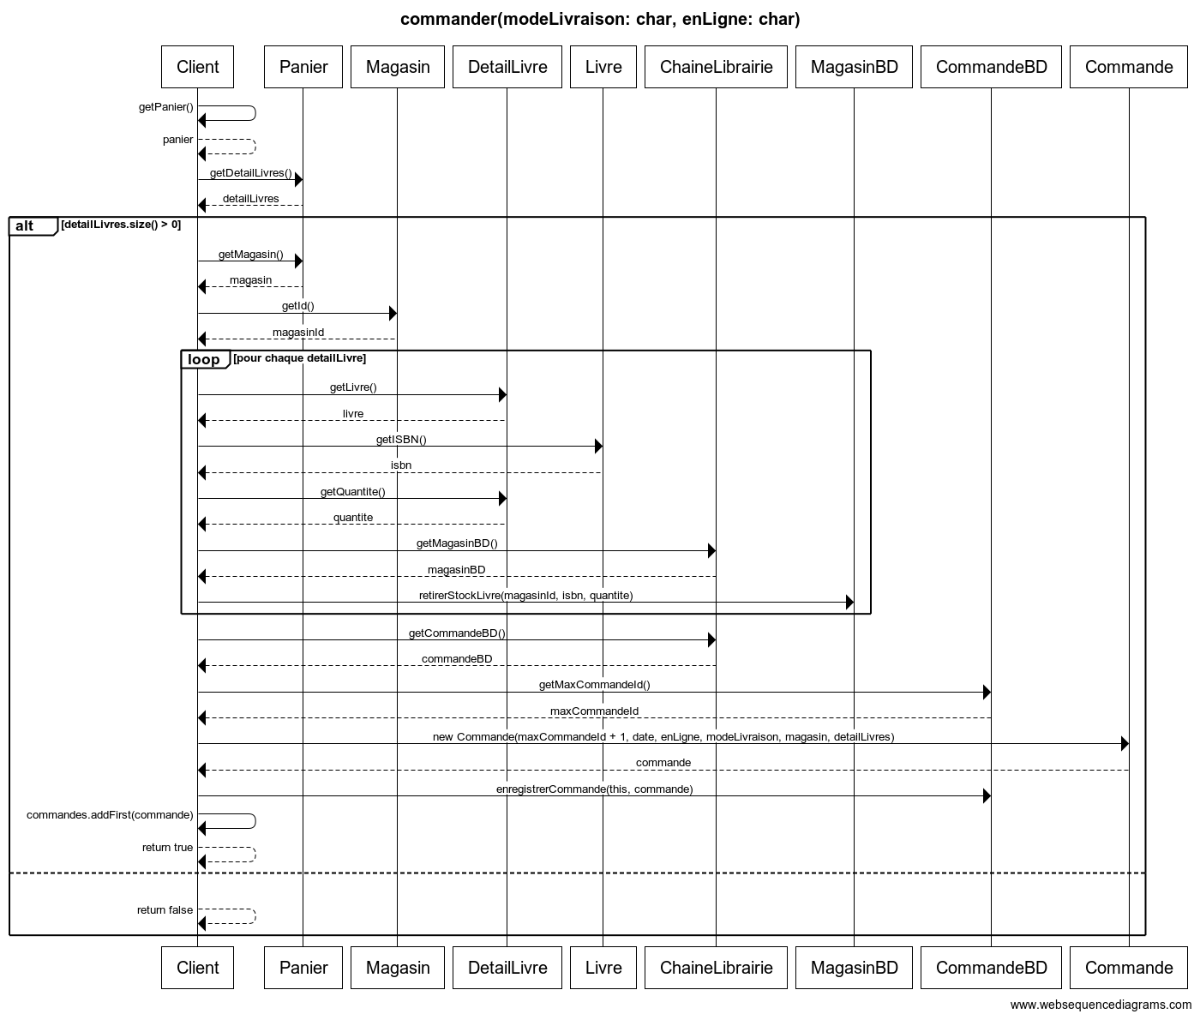 commander(modeLivraison: char, enLigne: char)
Client Panier Magasin DetailLivre Livre ChaineLibrairie MagasinBD CommandeBD Commande
getPanier()
panier
getDetailLivres()
detailLivres
alt [detailLivres.size() > 0]
getMagasin()
magasin
getId()
magasinId
loop [pour chaque detailLivre]
getLivre()
livre
getISBN()
isbn
getQuantite()
quantite
getMagasinBD()
magasinBD
retirerStockLivre(magasinId, isbn, quantite)
getCommandeBD()
commandeBD
getMaxCommandeId()
maxCommandeId
new Commande(maxCommandeId + 1, date, enLigne, modeLivraison, magasin, detailLivres)
commande
enregistrerCommande(this, commande)
commandes.addFirst(commande)
return true
return false
Client Panier Magasin DetailLivre Livre ChaineLibrairie MagasinBD CommandeBD Commande
www.websequencediagrams.com